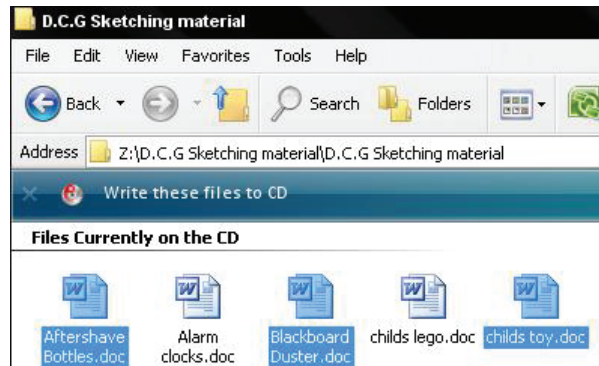 D.C.G Sketching material
File Edit View Favorites Tools Help
Back Search Folders
Address Z:\D.C.G Sketching material\D.C.G Sketching mater
Write these files to CD
Files Currently on the CD
Aftershave Bottles.doc
Alarm clocks.doc
Blackboard Duster.doc
childs lego.doc
childs toy.doc